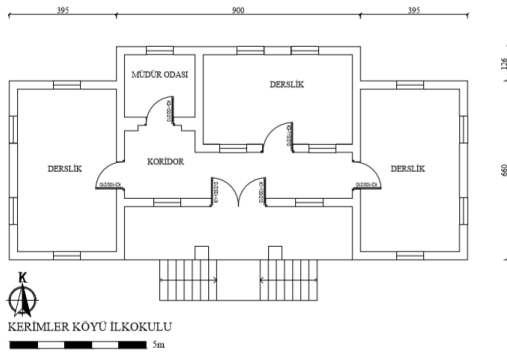 395 900 395
126
MÜDÜR ODASI
DERSLİK
KORİDOR
DERSLİK
DERSLİK
660
K
KERİMLER KÖYÜ İLKOKULU
5m